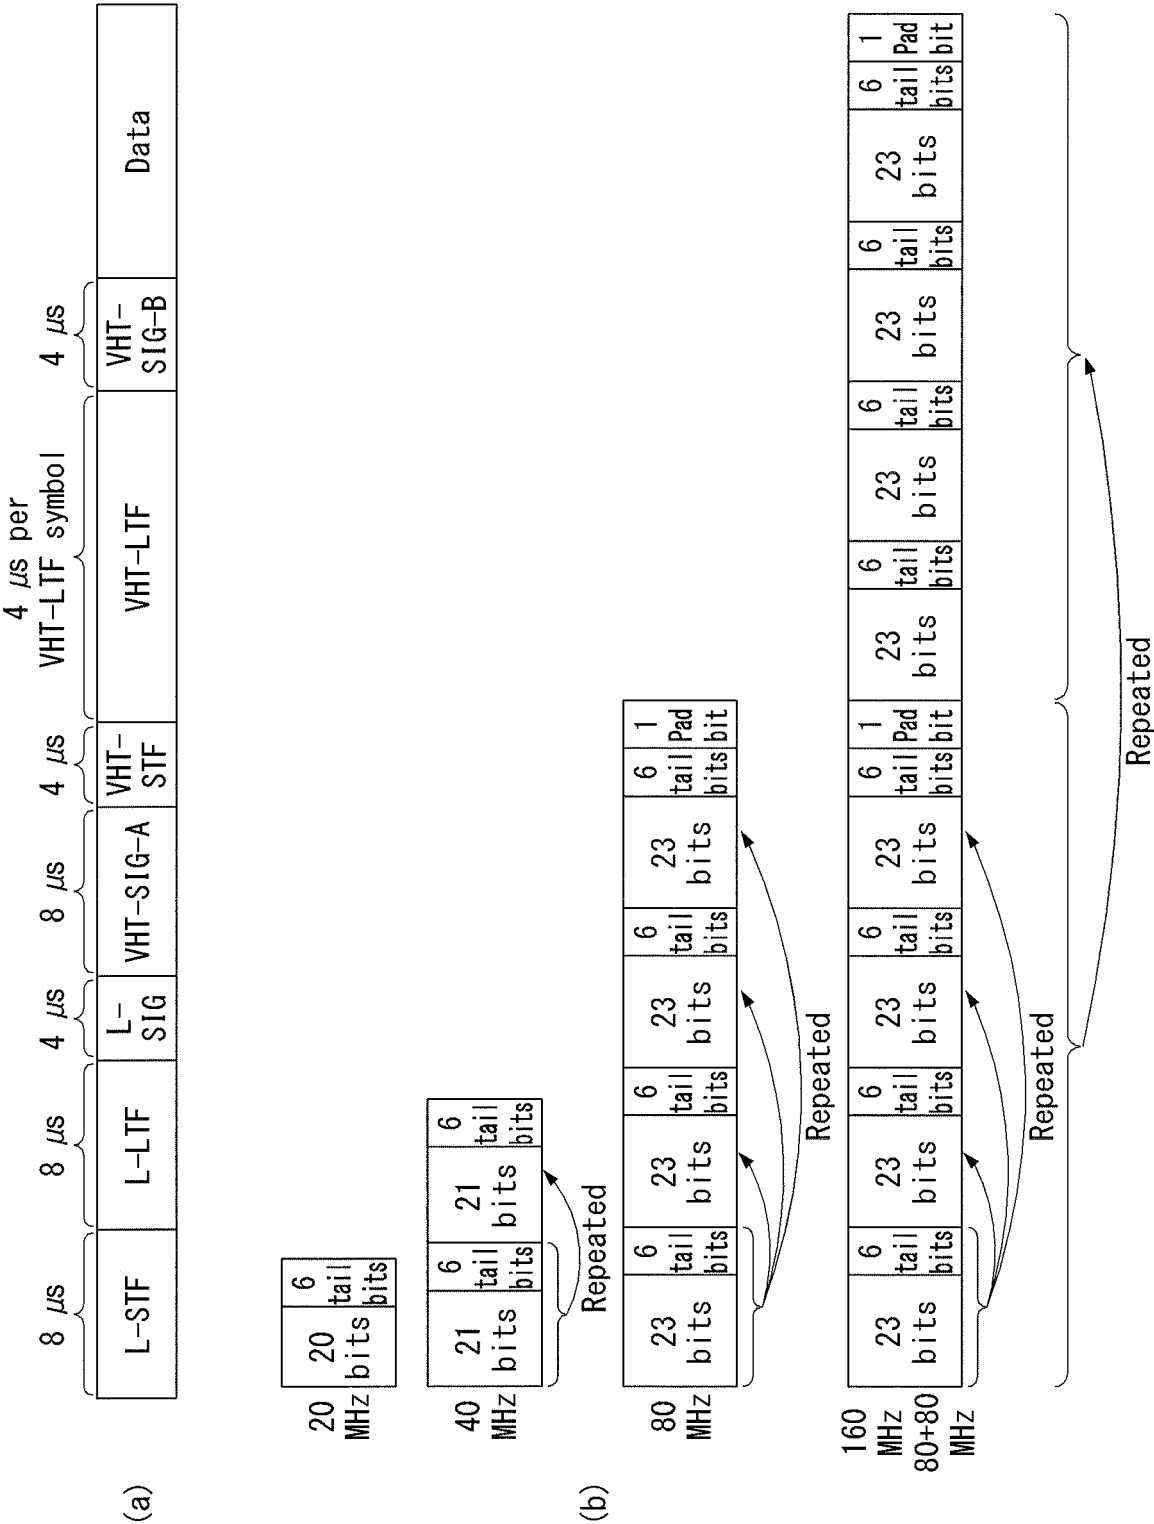 (a)
8 μs
8 μs
4 μs
8 μs
4 μs
4 μs per
VHT-LTF symbol
4 μs
L-STF
L-LTF
L-
SIG
VHT-SIG-A
VHT-
STF
VHT-LTF
VHT-
SIG-B
Data
(b)
20
MHz
20
bits
6
tail
bits
40
MHz
21
bits
6
tail
bits
21
bits
6
tail
bits
Repeated
80
MHz
23
bits
6
tail
bits
23
bits
6
tail
bits
23
bits
6
tail
bits
23
bits
6
tail
bits
1
Pad
bit
Repeated
160
MHz
80+80
MHz
23
bits
6
tail
bits
23
bits
6
tail
bits
23
bits
6
tail
bits
23
bits
6
tail
bits
1
Pad
bit
23
bits
6
tail
bits
23
bits
6
tail
bits
23
bits
6
tail
bits
23
bits
6
tail
bits
1
Pad
bit
Repeated
Repeated